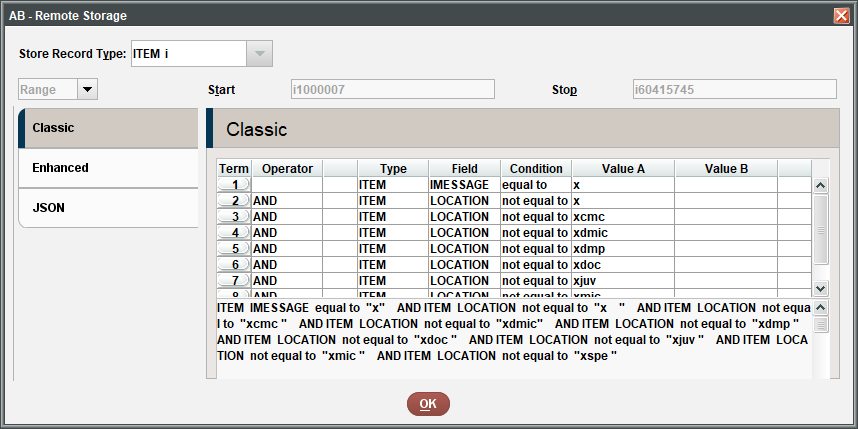 AB - Remote Storage
Store Record Type: ITEM i
Range Start i1000007 Stop i60415745
Classic
Enhanced
JSON
Classic
Term Operator Type Field Condition Value A Value B
1 ITEM IMESSAGE equal to x
2 AND ITEM LOCATION not equal to x
3 AND ITEM LOCATION not equal to xcmc
4 AND ITEM LOCATION not equal to xdmic
5 AND ITEM LOCATION not equal to xdmp
6 AND ITEM LOCATION not equal to xdoc
7 AND ITEM LOCATION not equal to xjuv
8 AND ITEM LOCATION not equal to xmic
ITEM IMESSAGE equal to "x" AND ITEM LOCATION not equal to "x " AND ITEM LOCATION not equa
l to "xcmc " AND ITEM LOCATION not equal to "xdmic" AND ITEM LOCATION not equal to "xdmp "
AND ITEM LOCATION not equal to "xdoc " AND ITEM LOCATION not equal to "xjuv " AND ITEM LOCA
TION not equal to "xmic " AND ITEM LOCATION not equal to "xspe "
OK